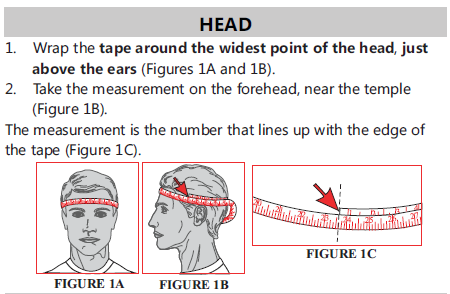 HEAD
1. Wrap the tape around the widest point of the head, just
above the ears (Figures 1A and 1B).
2. Take the measurement on the forehead, near the temple
(Figure 1B).
The measurement is the number that lines up with the edge of
the tape (Figure 1C).
FIGURE 1A
FIGURE 1B
FIGURE 1C